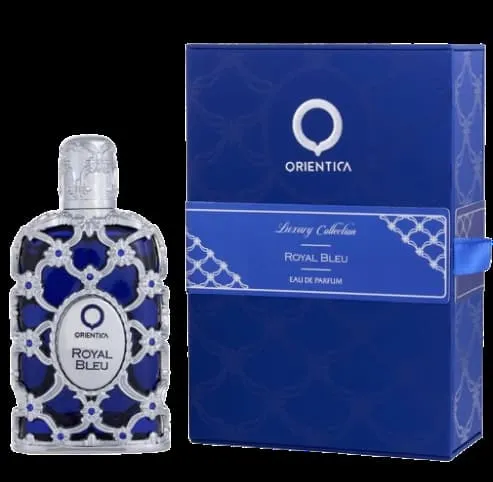 ORIENTICA
Luxury Collection
ROYAL BLEU
EAU DE PARFUM
ORIENTICA
ROYAL
BLEU